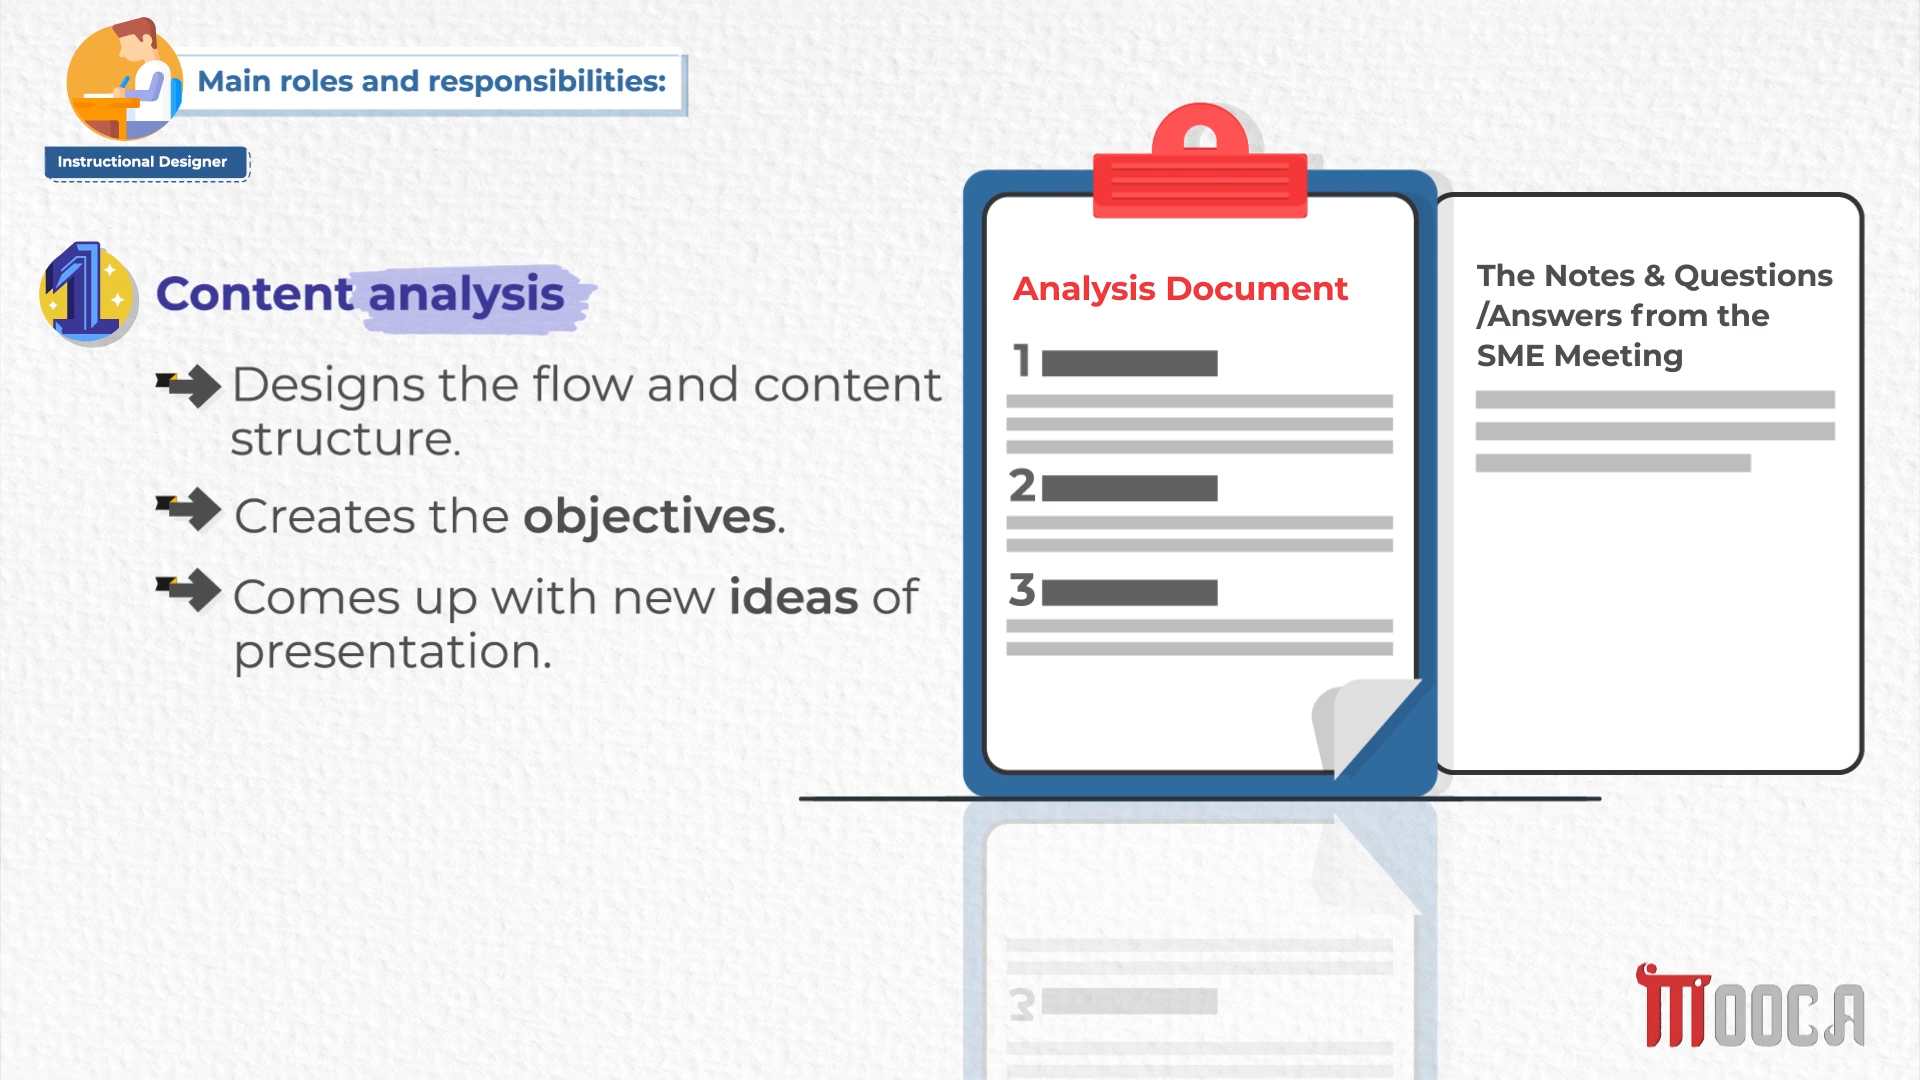 Main roles and responsibilities:
Instructional Designer
1
Content analysis
Designs the flow and content
structure.
Creates the objectives.
Comes up with new ideas of
presentation.
Analysis Document
1
2
3
The Notes & Questions
/Answers from the
SME Meeting
MOOCA